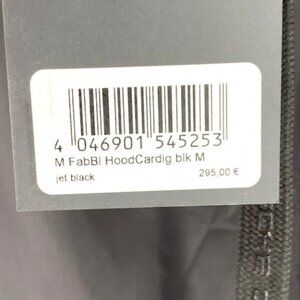 4 046901 545253
M FabBl HoodCardig blk M
jet black 295,00 €